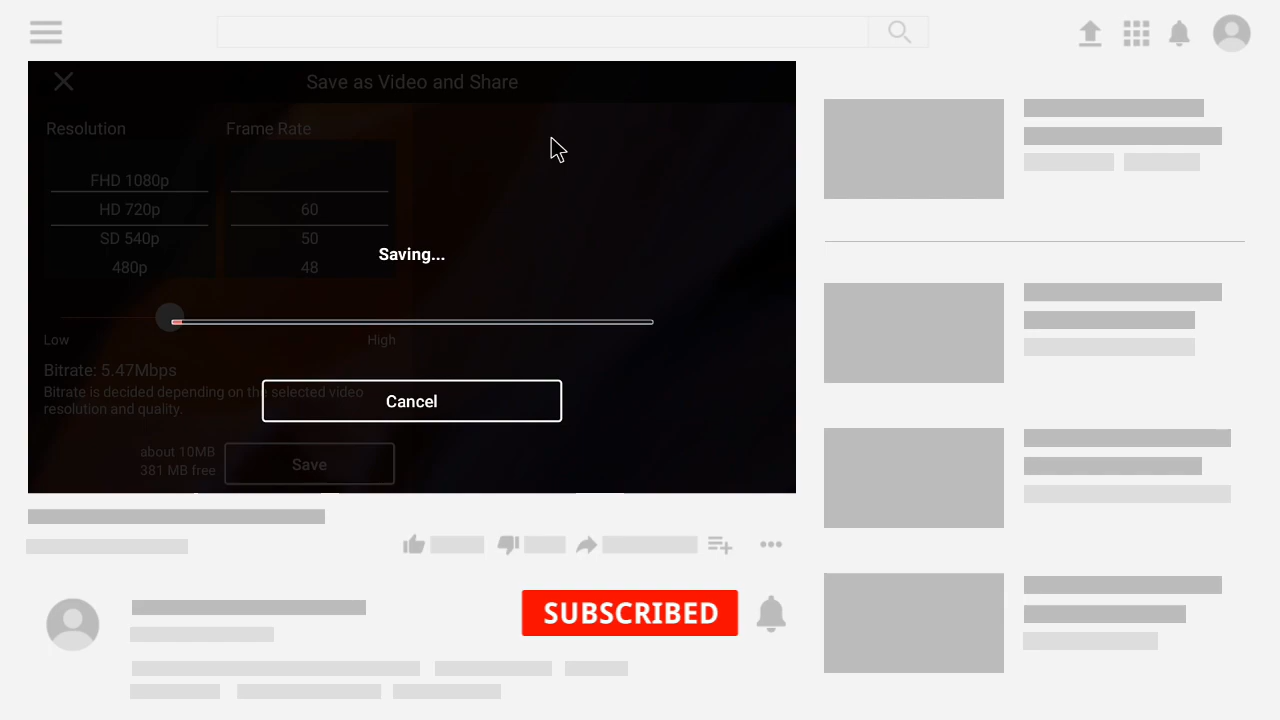 Save as Video and Share
Resolution
Frame Rate
FHD 1080p
HD 720p
SD 540p
480p
60
50
48
Saving...
Low
High
Bitrate: 5.47Mbps
Bitrate is decided depending on the selected video
resolution and quality.
Cancel
about 10MB
381 MB free
Save
SUBSCRIBED